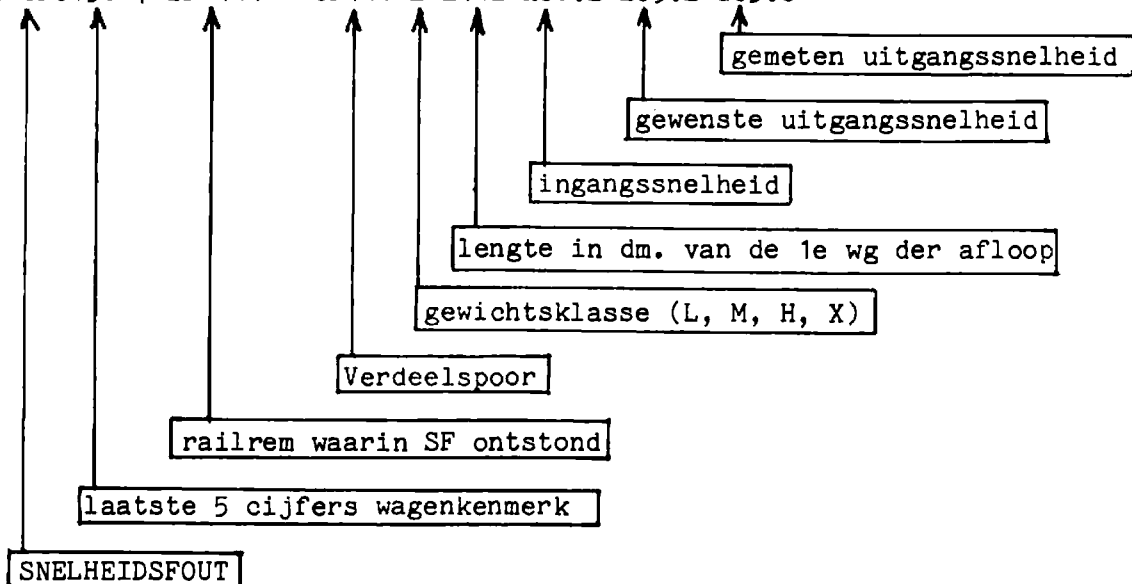 gemeten uitgangssnelheid
gewenste uitgangssnelheid
ingangssnelheid
lengte in dm. van de 1e wg der afloop
gewichtsklasse (L, M, H, X)
Verdeelspoor
railrem waarin SF ontstond
laatste 5 cijfers wagenkenmerk
SNELHEIDSFOUT